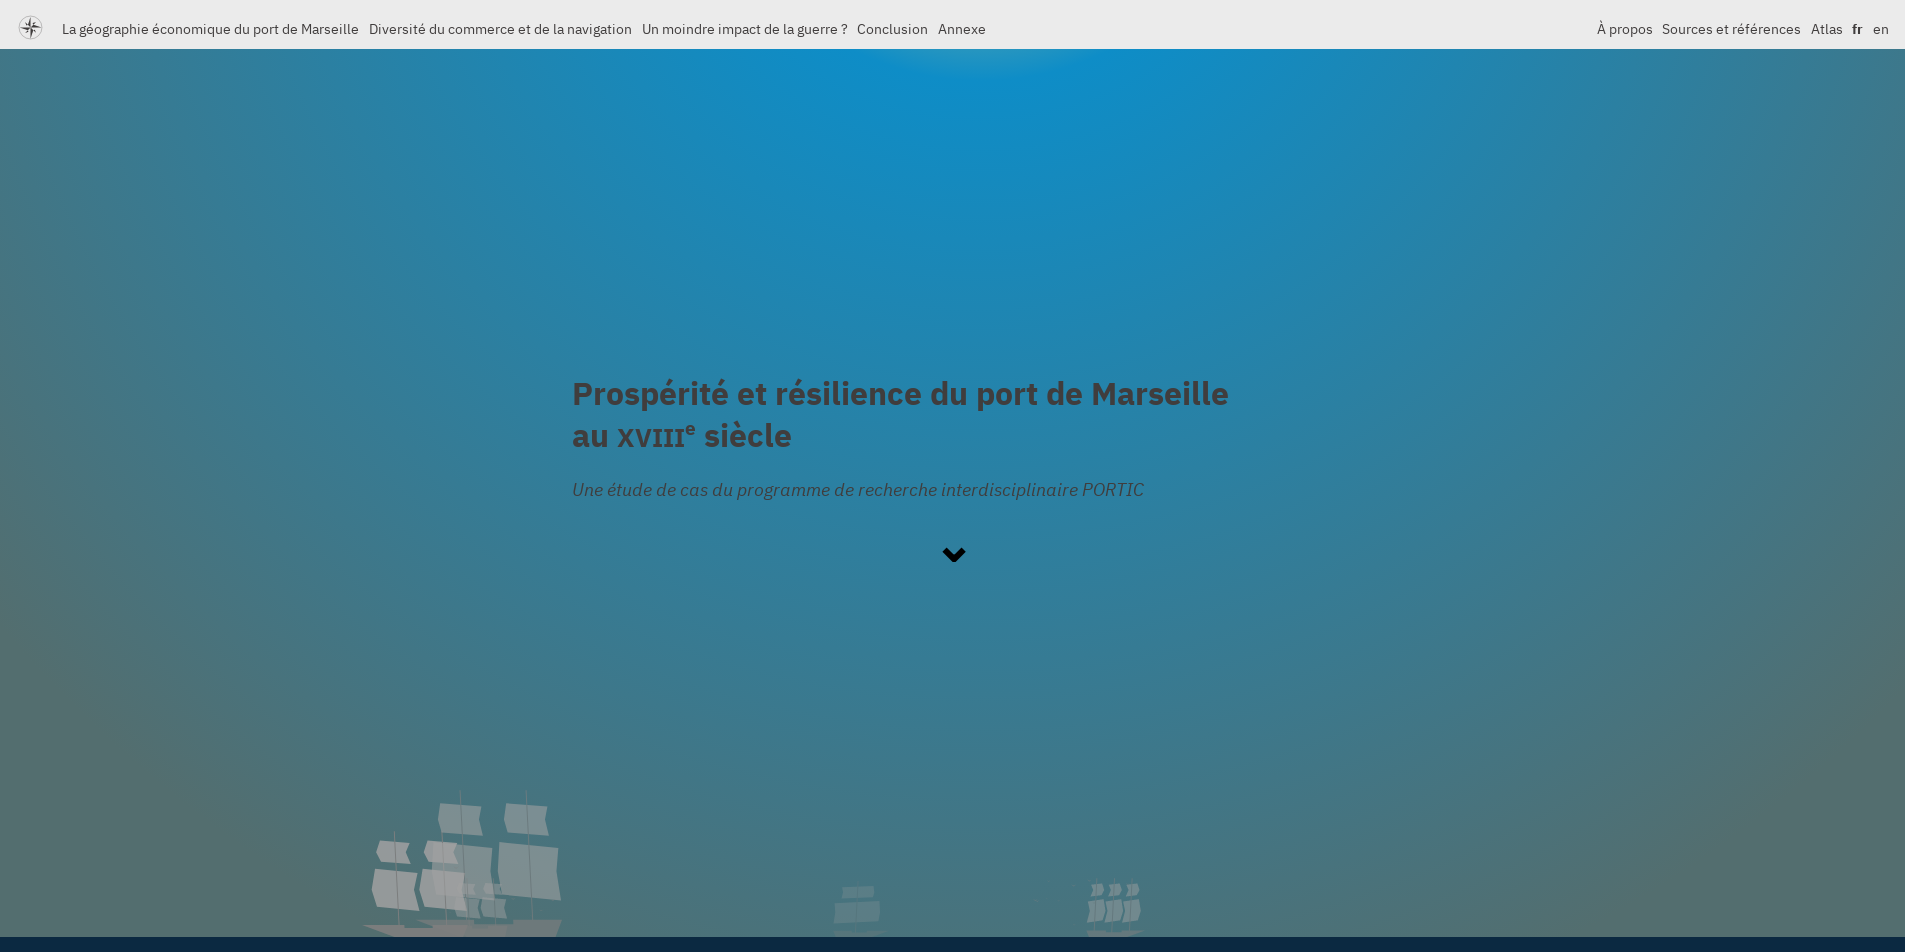 La géographie économique du port de Marseille Diversité du commerce et de la navigation Un moindre impact de la guerre ? Conclusion Annexe À propos Sources et références Atlas fr en
Prospérité et résilience du port de Marseille
au XVIIIe siècle
Une étude de cas du programme de recherche interdisciplinaire PORTIC